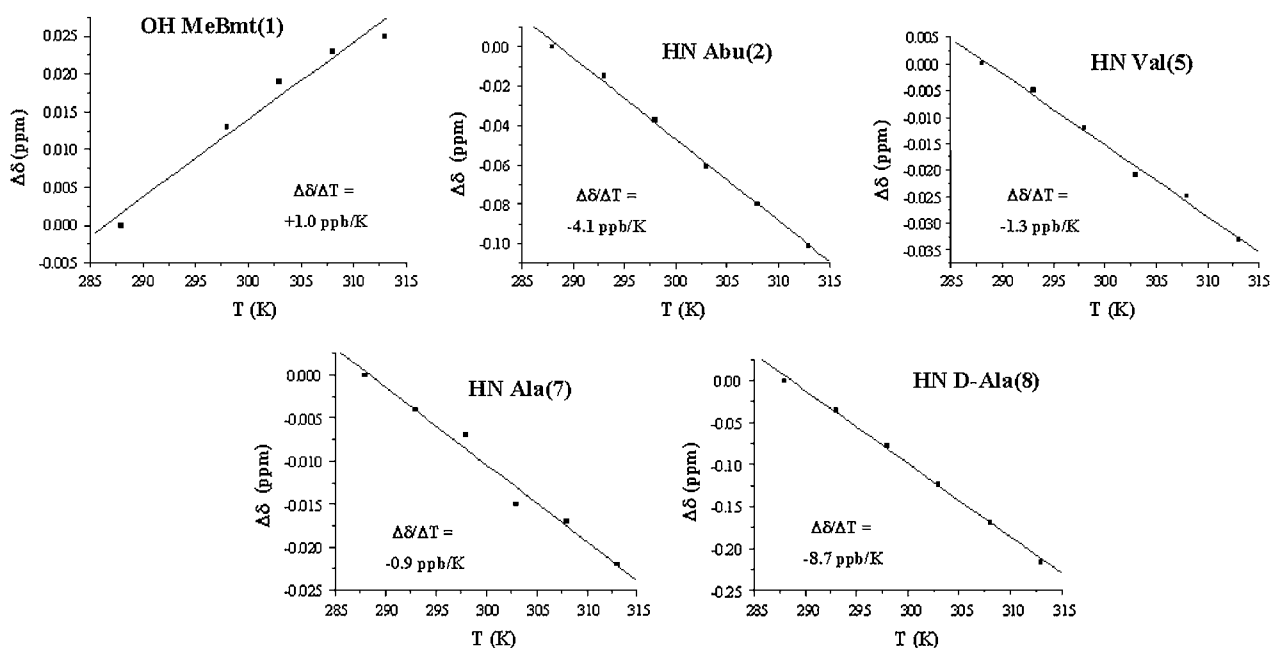 OH MeBmt(1)
0.025
0.020
0.015
0.010
0.005
0.000
-0.005
Δδ (ppm)
Δδ/ΔT =
+1.0 ppb/K
285 290 295 300 305 310 315
T (K)
HN Abu(2)
0.00
-0.02
-0.04
-0.06
-0.08
-0.10
Δδ (ppm)
Δδ/ΔT =
-4.1 ppb/K
285 290 295 300 305 310 315
T (K)
HN Val(5)
0.005
0.000
-0.005
-0.010
-0.015
-0.020
-0.025
-0.030
-0.035
Δδ (ppm)
Δδ/ΔT =
-1.3 ppb/K
285 290 295 300 305 310 315
T (K)
HN Ala(7)
0.000
-0.005
-0.010
-0.015
-0.020
-0.025
Δδ (ppm)
Δδ/ΔT =
-0.9 ppb/K
285 290 295 300 305 310 315
T (K)
HN D-Ala(8)
0.00
-0.05
-0.10
-0.15
-0.20
-0.25
Δδ (ppm)
Δδ/ΔT =
-8.7 ppb/K
285 290 295 300 305 310 315
T (K)